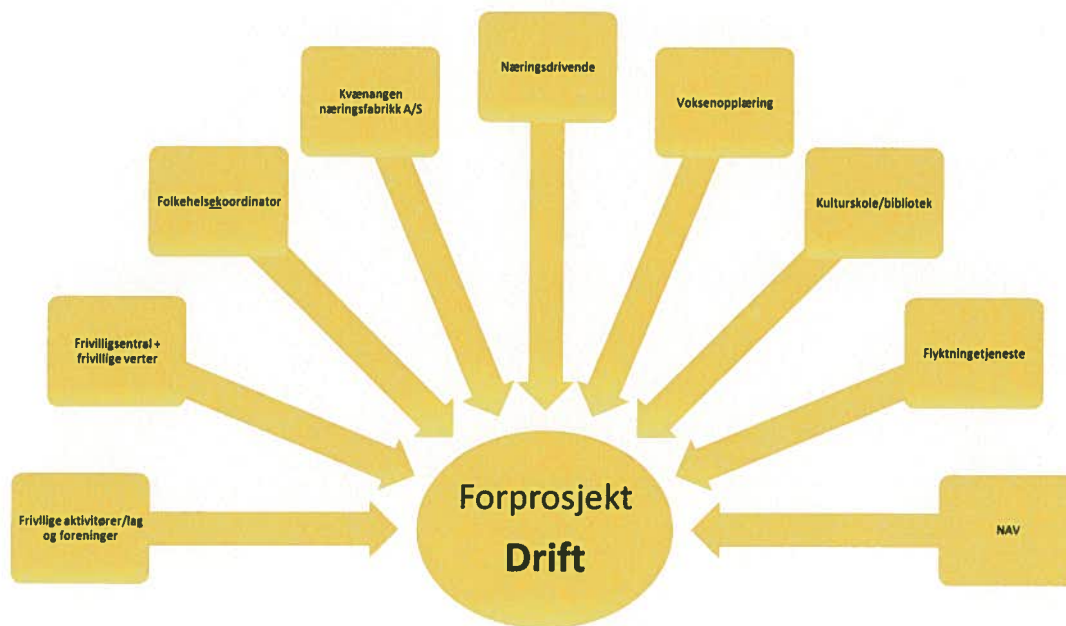 Næringsdrivende
Kvænangen
næringsfabrikk A/S
Voksenopplæring
Folkehelsekoordinator
Kulturskole/bibliotek
Frivilligsentral +
frivillige verter
Flyktningetjeneste
Frivilige aktivitører/lag
og foreninger
NAV
Forprosjekt
Drift